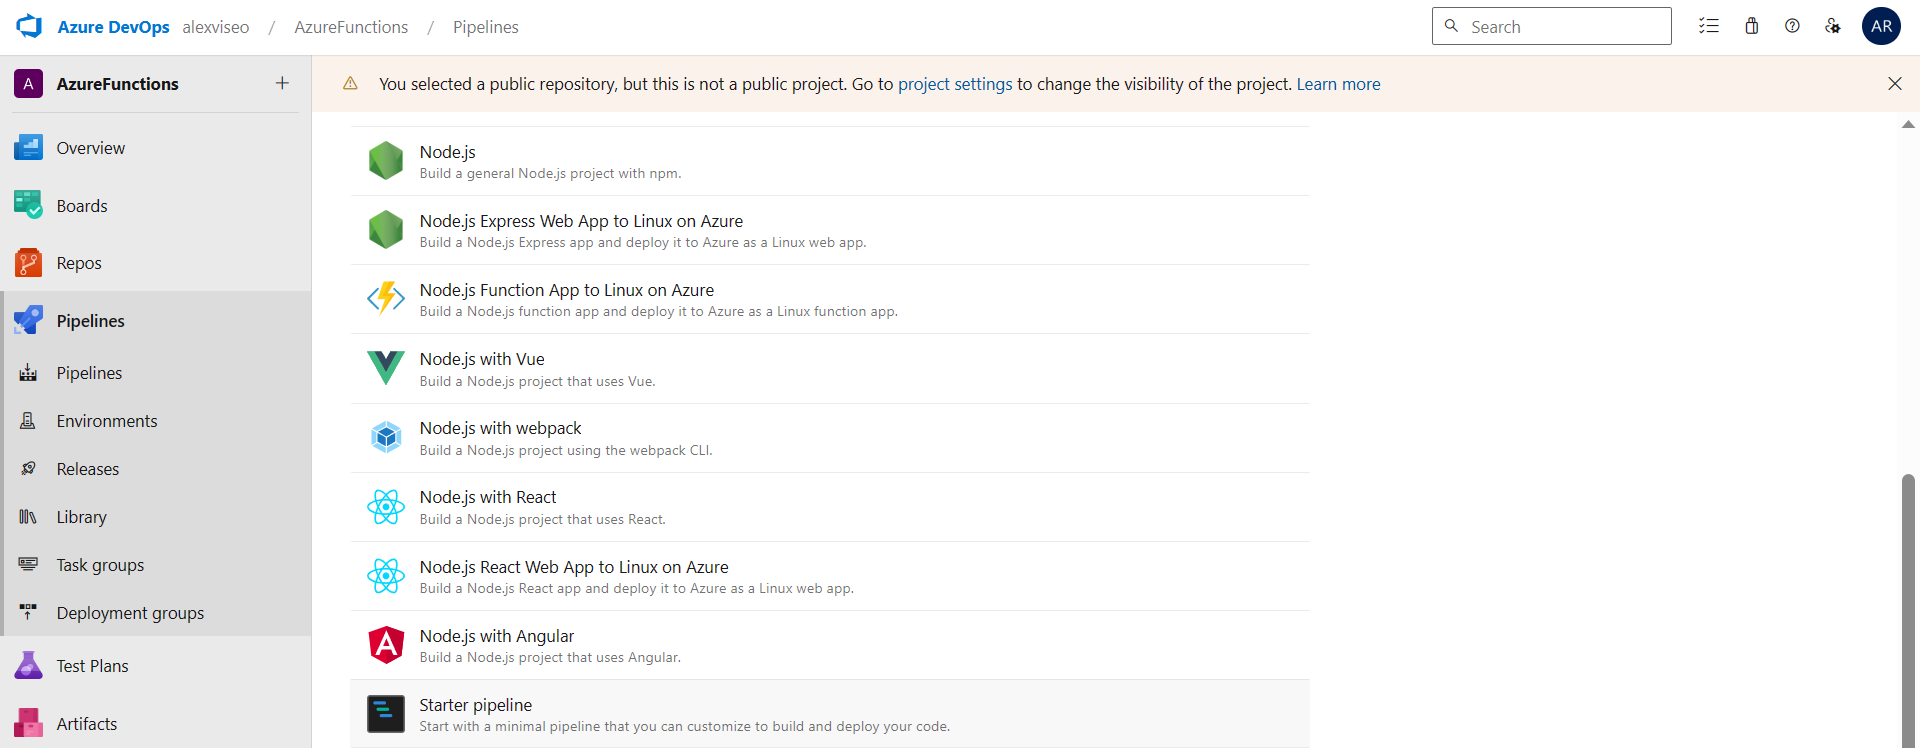 Azure DevOps alexviseo / AzureFunctions / Pipelines
Search
AR
A AzureFunctions +
You selected a public repository, but this is not a public project. Go to project settings to change the visibility of the project. Learn more
Overview
Boards
Repos
Pipelines
Pipelines
Environments
Releases
Library
Task groups
Deployment groups
Test Plans
Artifacts
Node.js
Build a general Node.js project with npm.
Node.js Express Web App to Linux on Azure
Build a Node.js Express app and deploy it to Azure as a Linux web app.
Node.js Function App to Linux on Azure
Build a Node.js function app and deploy it to Azure as a Linux function app.
Node.js with Vue
Build a Node.js project that uses Vue.
Node.js with webpack
Build a Node.js project using the webpack CLI.
Node.js with React
Build a Node.js project that uses React.
Node.js React Web App to Linux on Azure
Build a Node.js React app and deploy it to Azure as a Linux web app.
Node.js with Angular
Build a Node.js project that uses Angular.
Starter pipeline
Start with a minimal pipeline that you can customize to build and deploy your code.